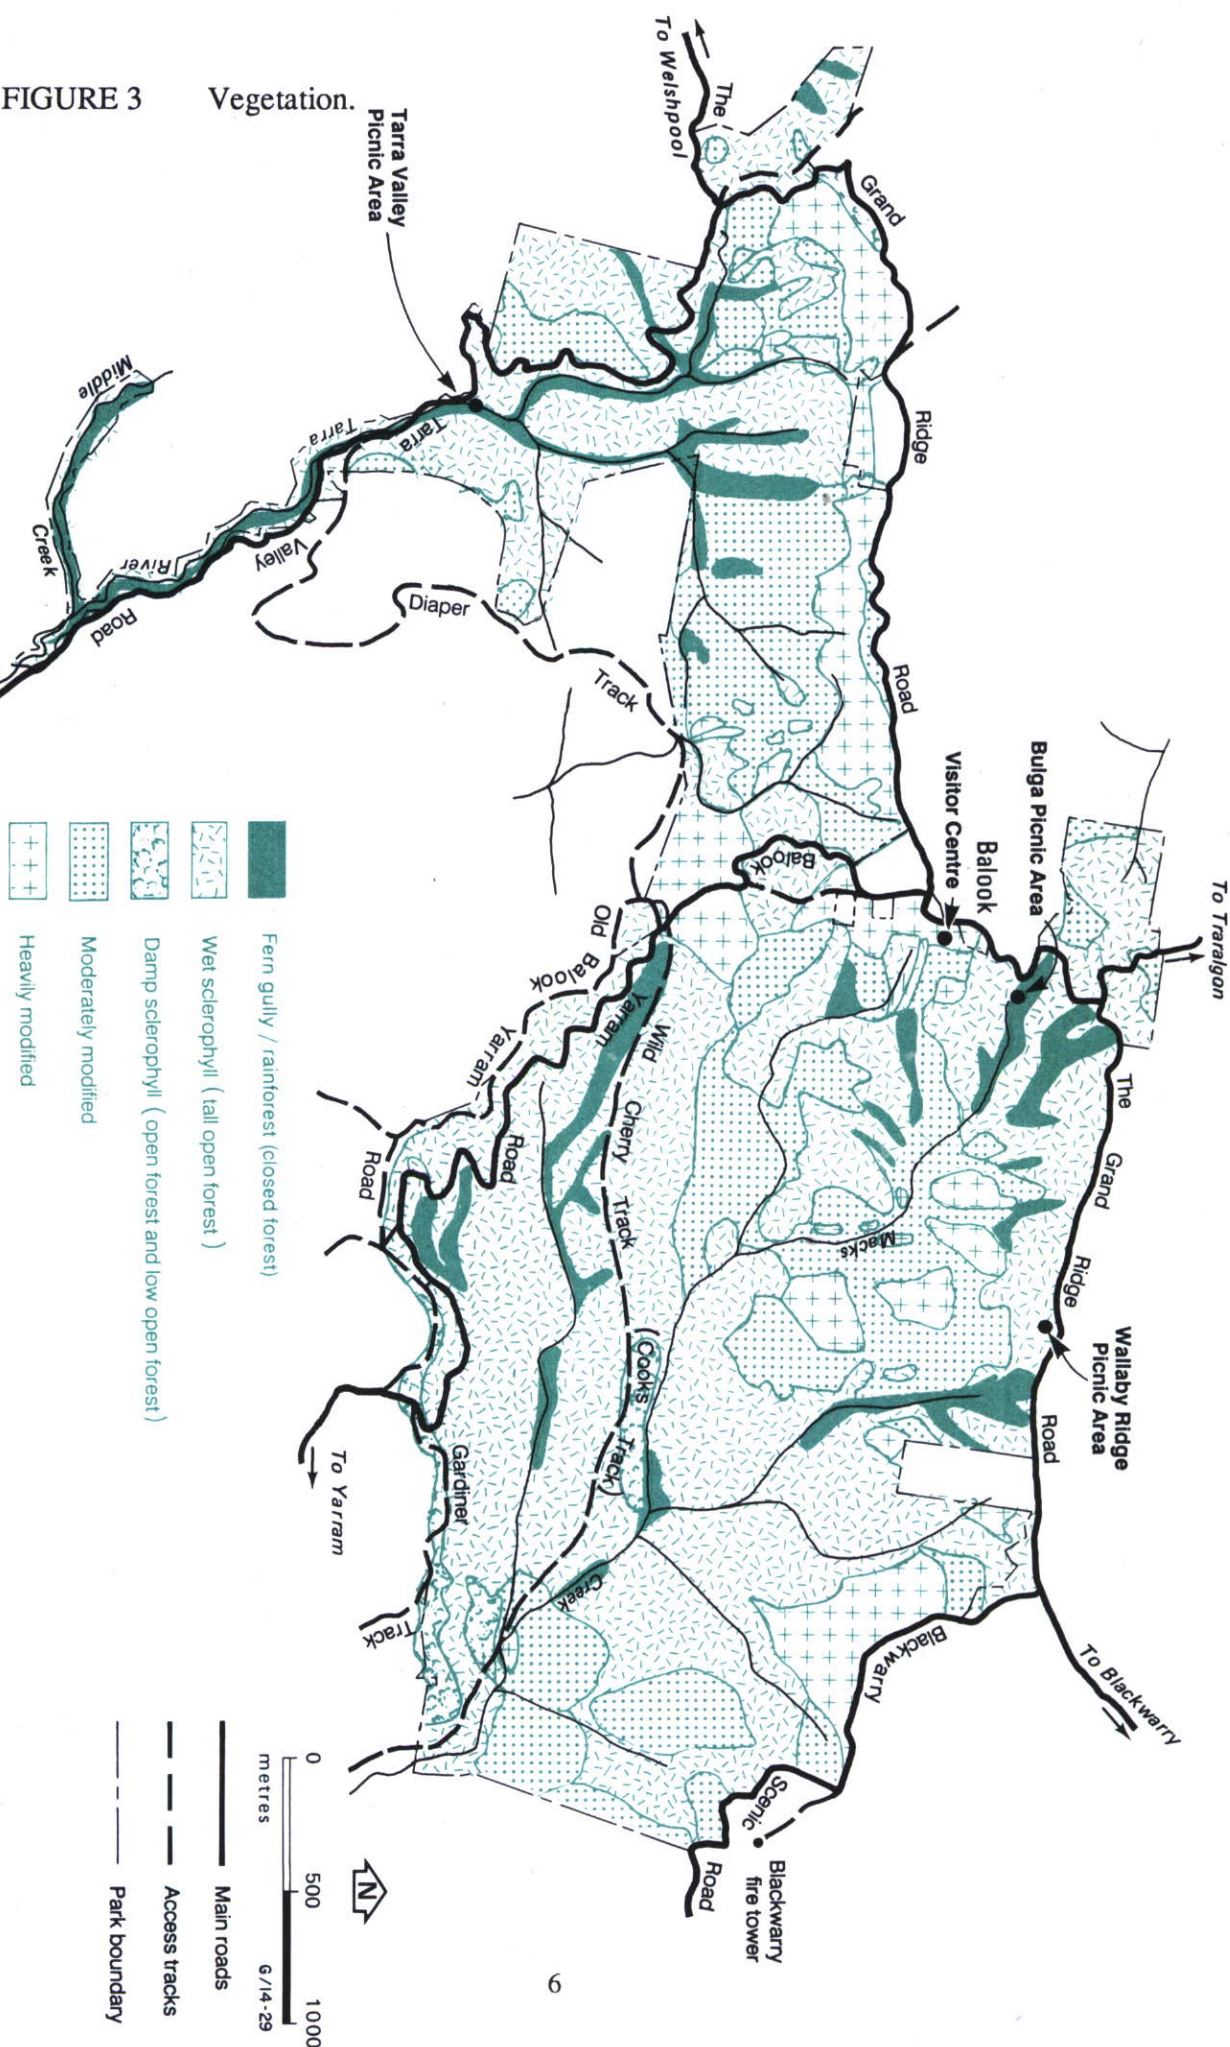 FIGURE 3 Vegetation.
To Welshpool
The
Grand
Ridge
Road
Tarra Valley
Picnic Area
Middle
Creek
Tarra
River
Tarra
Valley
Road
Diaper
Track
Visitor Centre
Balook
Bulga Picnic Area
To Traralgon
Balook
Old
Balook
Yarram
Road
Yarram
Road
Wild
Cherry
Track
(Cooks
Track)
Macks
Creek
The
Grand
Ridge
Road
Wallaby Ridge
Picnic Area
To Yarram
Gardiner
Track
To Blackwarry
Blackwarry
Scenic
Road
Blackwarry
fire tower
Fern gully / rainforest (closed forest)
Wet sclerophyll ( tall open forest )
Damp sclerophyll ( open forest and low open forest )
Moderately modified
Heavily modified
N
0 500 1000
metres
G/14-29
Main roads
Access tracks
Park boundary
6